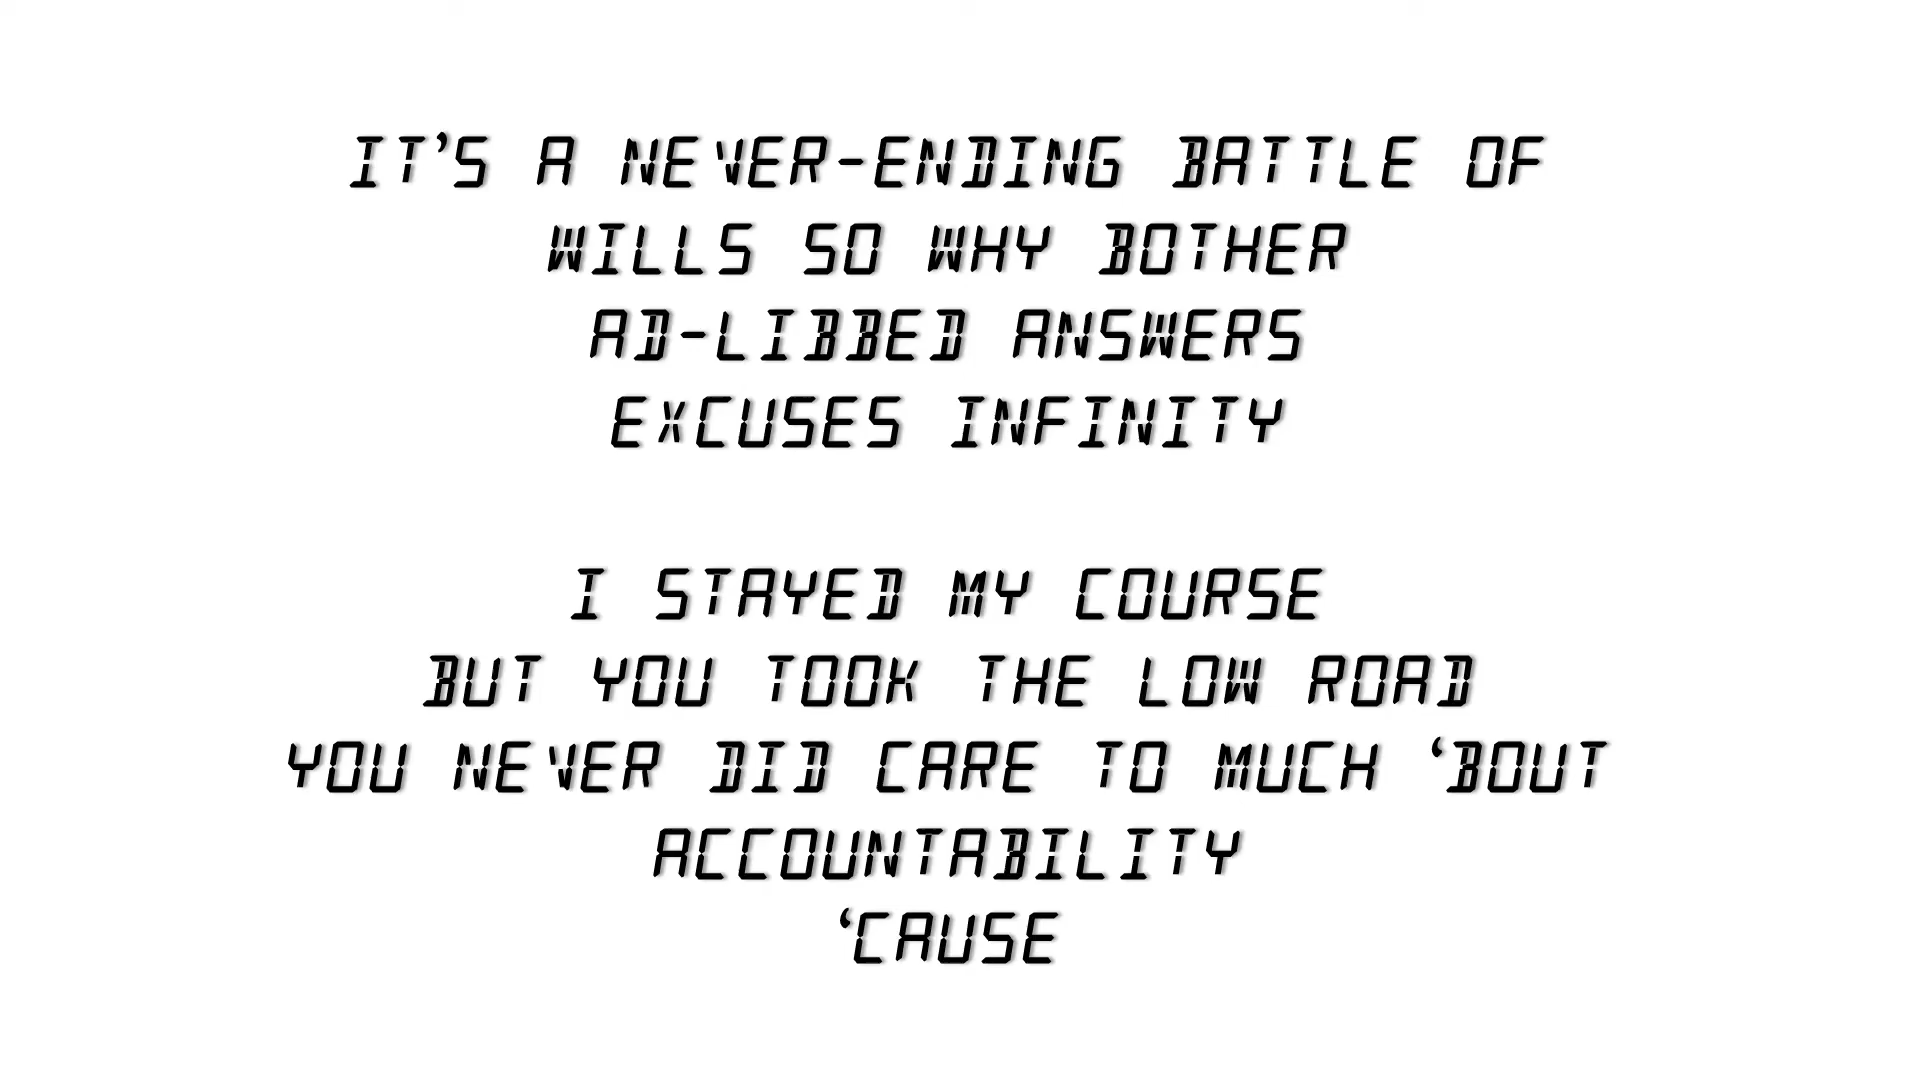 IT’S A NEVER-ENDING BATTLE OF
WILLS SO WHY BOTHER
AD-LIBBED ANSWERS
EXCUSES INFINITY
I STAYED MY COURSE
BUT YOU TOOK THE LOW ROAD
YOU NEVER DID CARE TO MUCH ‘BOUT
ACCOUNTABILITY
‘CAUSE